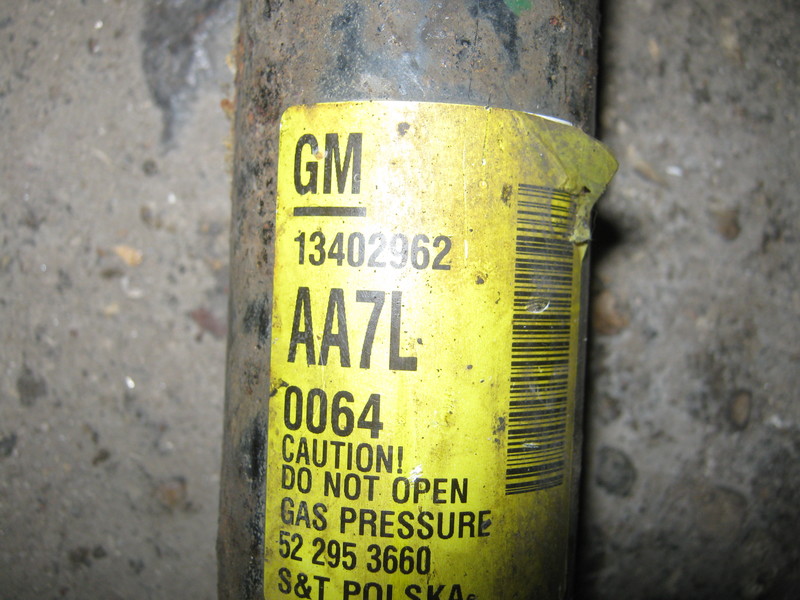 GM
13402962
AA7L
0064
CAUTION!
DO NOT OPEN
GAS PRESSURE
52 295 3660
S&T POLSKA